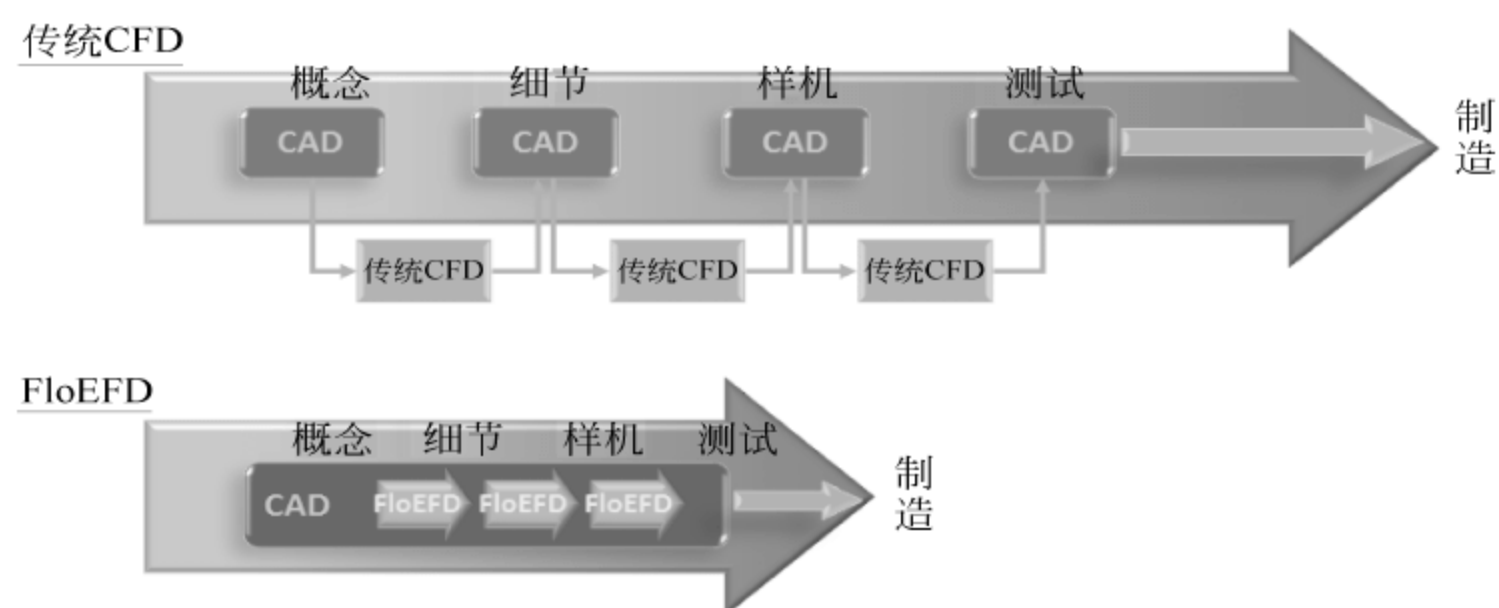 传统CFD
概念 细节 样机 测试
CAD CAD CAD CAD
制造
传统CFD 传统CFD 传统CFD
FloEFD
概念 细节 样机 测试
CAD FloEFD FloEFD FloEFD
制造